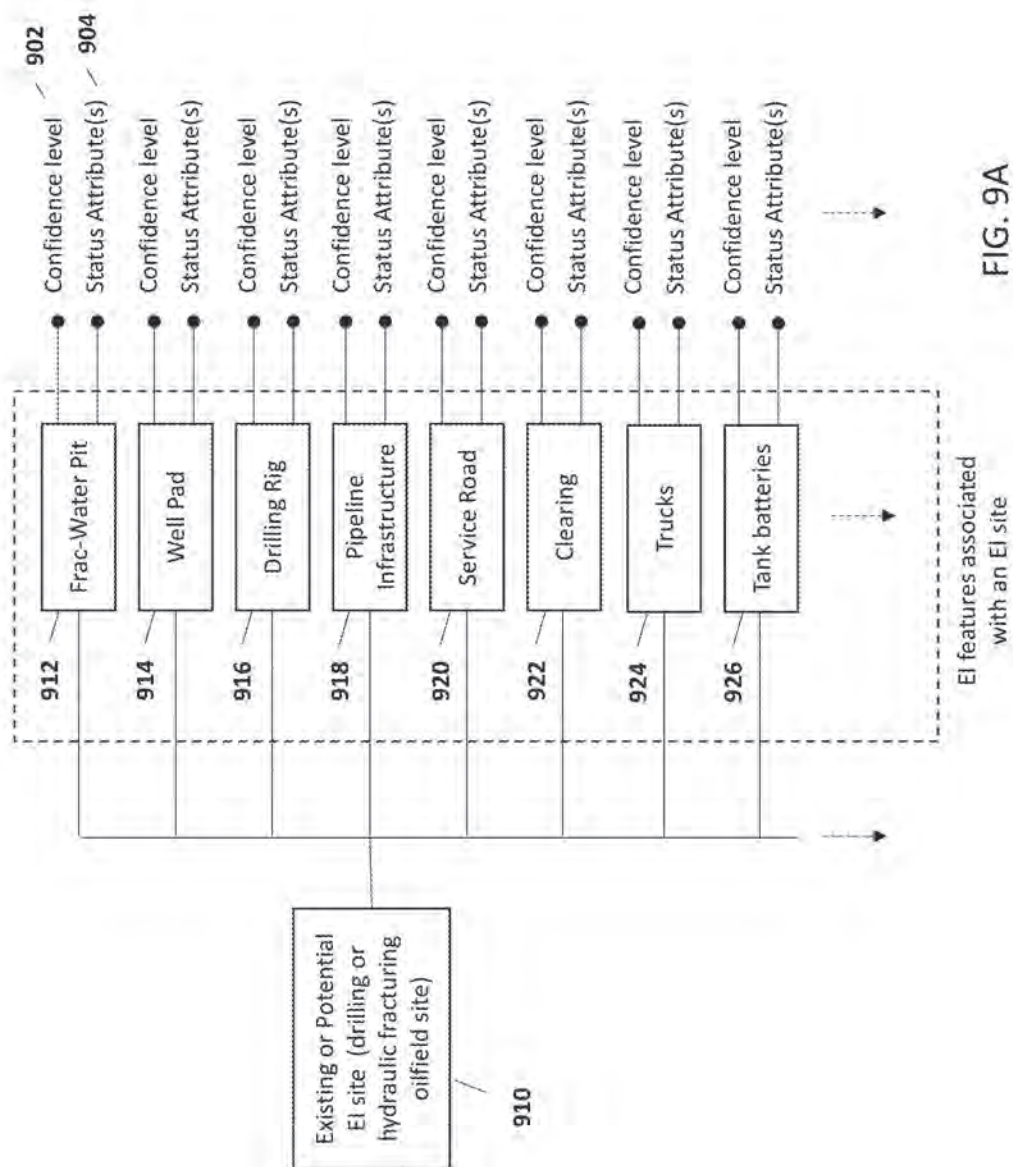 Existing or Potential
EI site (drilling or
hydraulic fracturing
oilfield site)
910
912
Frac-Water Pit
Confidence level
902
Status Attribute(s)
904
914
Well Pad
Confidence level
Status Attribute(s)
916
Drilling Rig
Confidence level
Status Attribute(s)
918
Pipeline
Infrastructure
Confidence level
Status Attribute(s)
920
Service Road
Confidence level
Status Attribute(s)
922
Clearing
Confidence level
Status Attribute(s)
924
Trucks
Confidence level
Status Attribute(s)
926
Tank batteries
Confidence level
Status Attribute(s)
EI features associated
with an EI site
FIG. 9A